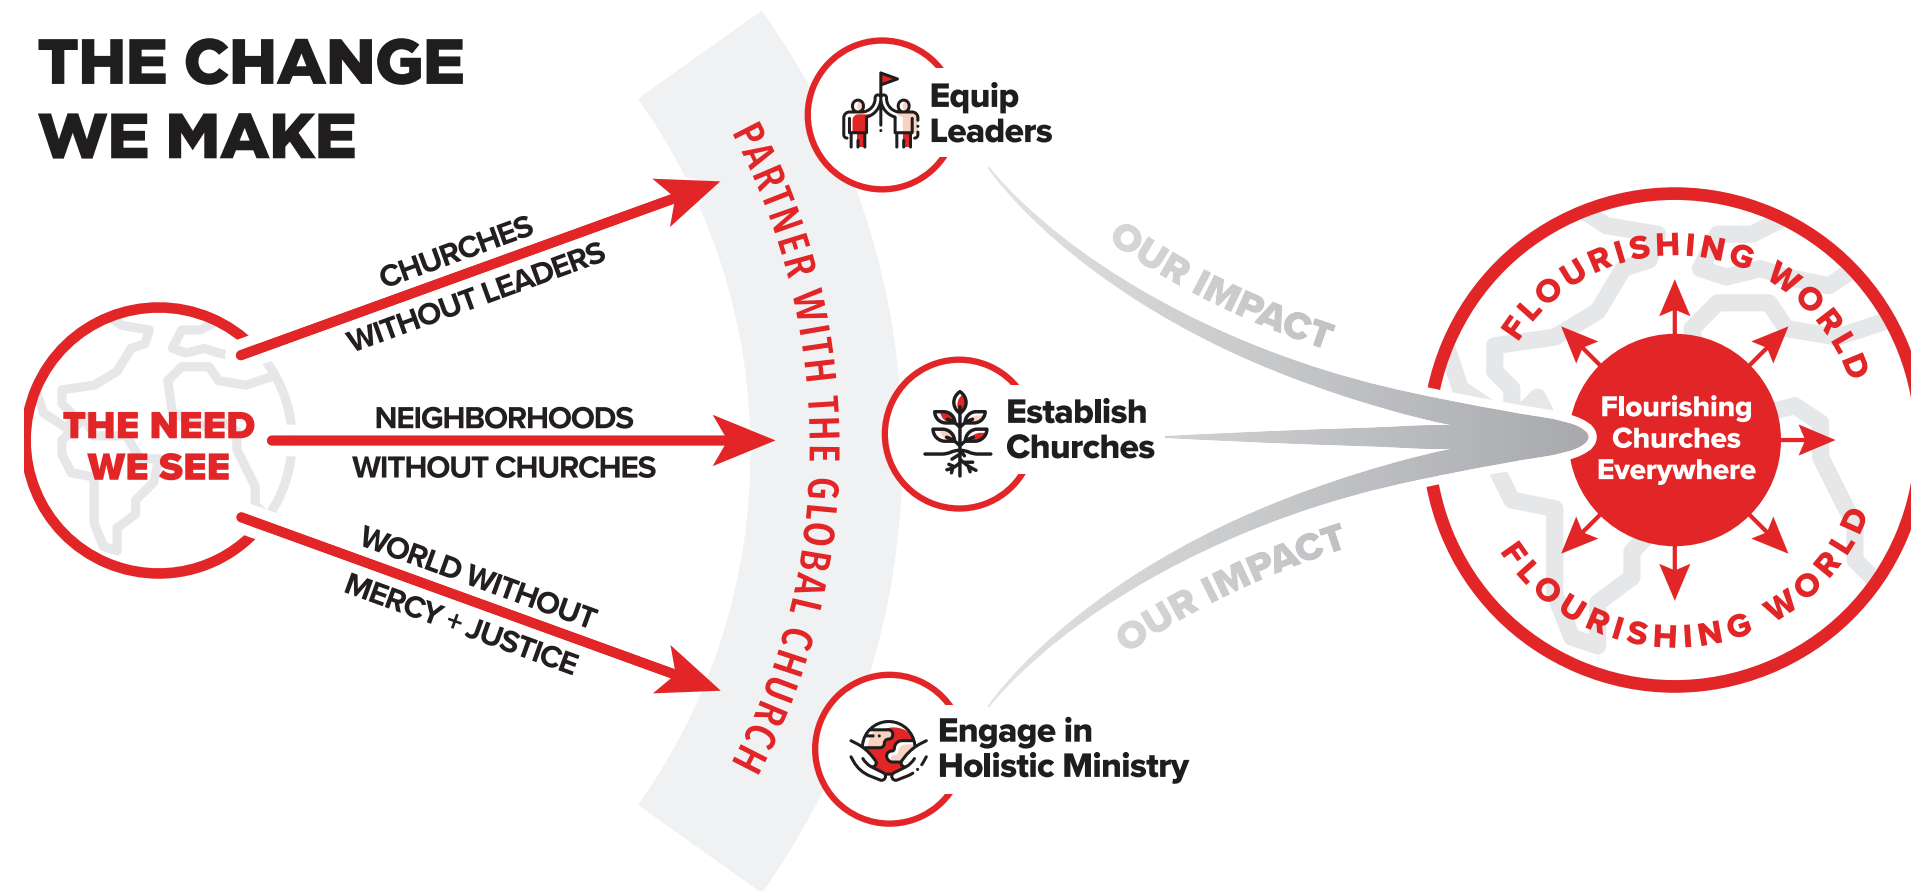 THE CHANGE
WE MAKE
THE NEED
WE SEE
CHURCHES
WITHOUT LEADERS
NEIGHBORHOODS
WITHOUT CHURCHES
WORLD WITHOUT
MERCY + JUSTICE
PARTNER WITH THE GLOBAL CHURCH
Equip
Leaders
Establish
Churches
Engage in
Holistic Ministry
OUR IMPACT
OUR IMPACT
FLOURISHING WORLD
Flourishing
Churches
Everywhere
FLOURISHING WORLD